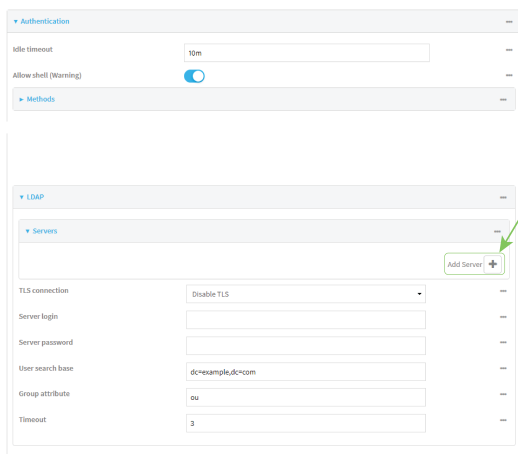 Authentication
Idle timeout
10m
Allow shell (Warning)
Methods
LDAP
Servers
Add Server
TLS connection
Disable TLS
Server login
Server password
User search base
dc=example,dc=com
Group attribute
ou
Timeout
3